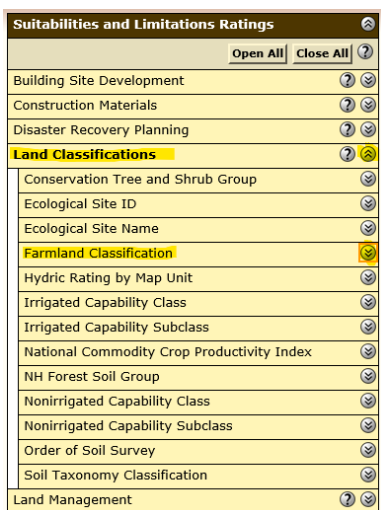 Suitabilities and Limitations Ratings
Open All Close All ?
Building Site Development ?
Construction Materials ?
Disaster Recovery Planning ?
Land Classifications ?
Conservation Tree and Shrub Group
Ecological Site ID
Ecological Site Name
Farmland Classification
Hydric Rating by Map Unit
Irrigated Capability Class
Irrigated Capability Subclass
National Commodity Crop Productivity Index
NH Forest Soil Group
Nonirrigated Capability Class
Nonirrigated Capability Subclass
Order of Soil Survey
Soil Taxonomy Classification
Land Management ?